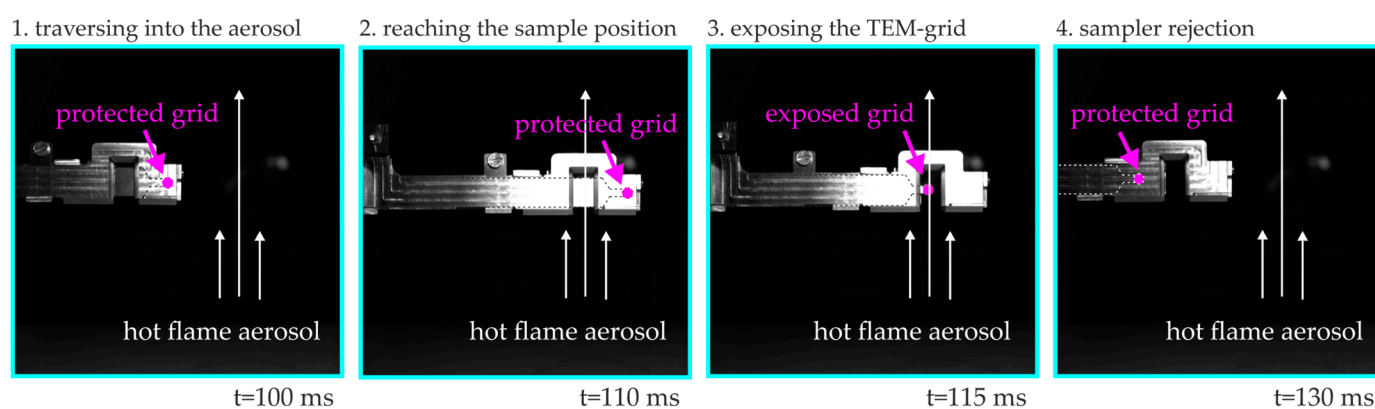 1. traversing into the aerosol
protected grid
hot flame aerosol
t=100 ms
2. reaching the sample position
protected grid
hot flame aerosol
t=110 ms
3. exposing the TEM-grid
exposed grid
hot flame aerosol
t=115 ms
4. sampler rejection
protected grid
hot flame aerosol
t=130 ms